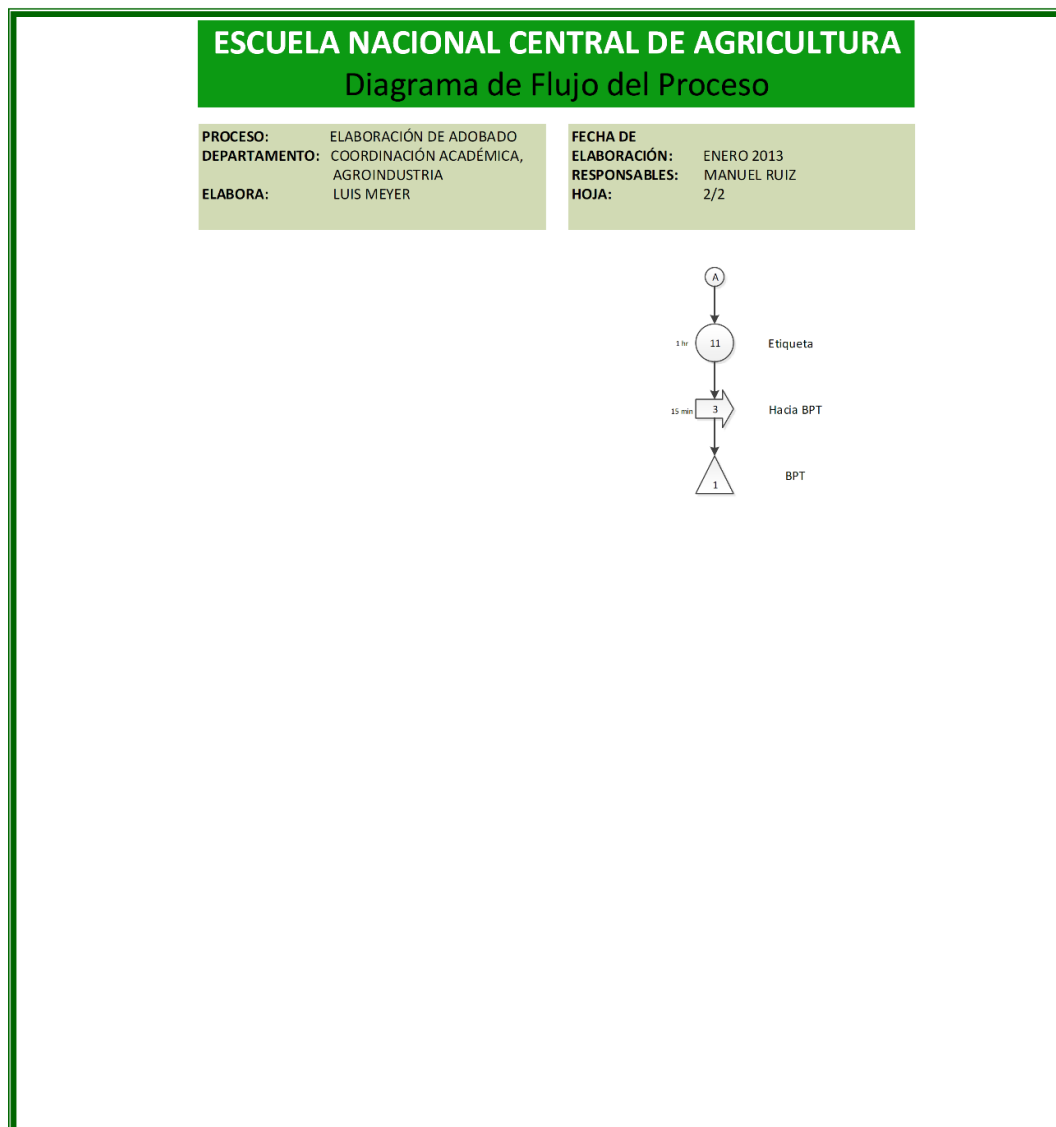 ESCUELA NACIONAL CENTRAL DE AGRICULTURA
Diagrama de Flujo del Proceso
PROCESO: ELABORACIÓN DE ADOBADO
DEPARTAMENTO: COORDINACIÓN ACADÉMICA,
AGROINDUSTRIA
ELABORA: LUIS MEYER
FECHA DE
ELABORACIÓN: ENERO 2013
RESPONSABLES: MANUEL RUIZ
HOJA: 2/2
A
1 hr 11 Etiqueta
15 min 3 Hacia BPT
1 BPT